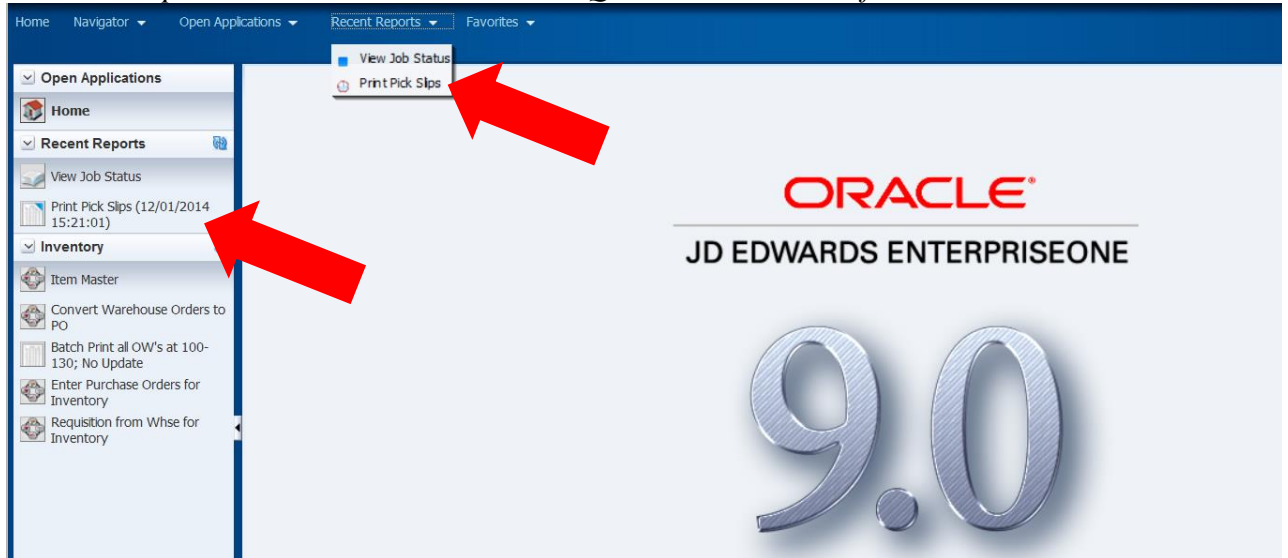 Home Navigator Open Applications Recent Reports Favorites
View Job Status
Print Pick Slips
Open Applications
Home
Recent Reports
View Job Status
Print Pick Slips (12/01/2014
15:21:01)
Inventory
Item Master
Convert Warehouse Orders to
PO
Batch Print all OW's at 100-
130; No Update
Enter Purchase Orders for
Inventory
Requisition from Whse for
Inventory
ORACLE®
JD EDWARDS ENTERPRISEONE
9.0